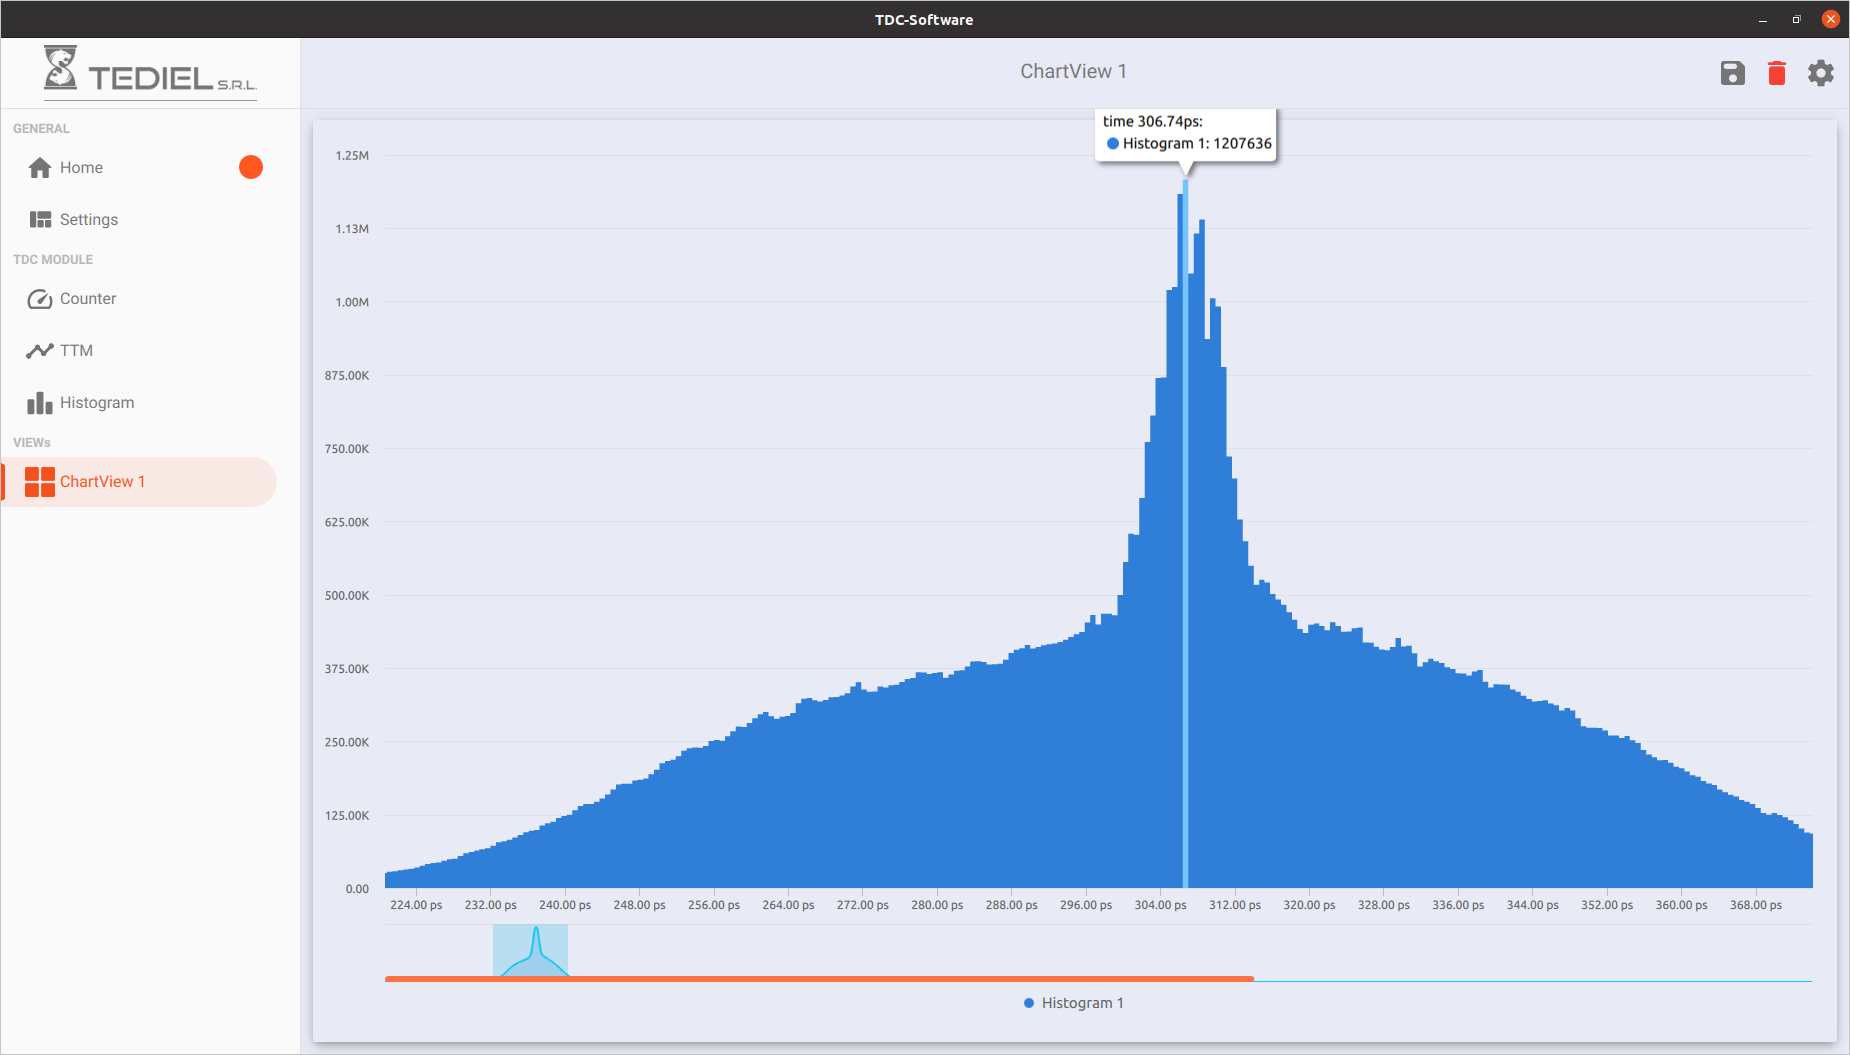 TDC-Software
TEDIEL S.R.L.
ChartView 1
GENERAL
Home
Settings
TDC MODULE
Counter
TTM
Histogram
VIEWs
ChartView 1
time 306.74ps:
Histogram 1: 1207636
1.25M
1.13M
1.00M
875.00K
750.00K
625.00K
500.00K
375.00K
250.00K
125.00K
0.00
224.00 ps 232.00 ps 240.00 ps 248.00 ps 256.00 ps 264.00 ps 272.00 ps 280.00 ps 288.00 ps 296.00 ps 304.00 ps 312.00 ps 320.00 ps 328.00 ps 336.00 ps 344.00 ps 352.00 ps 360.00 ps 368.00 ps
Histogram 1